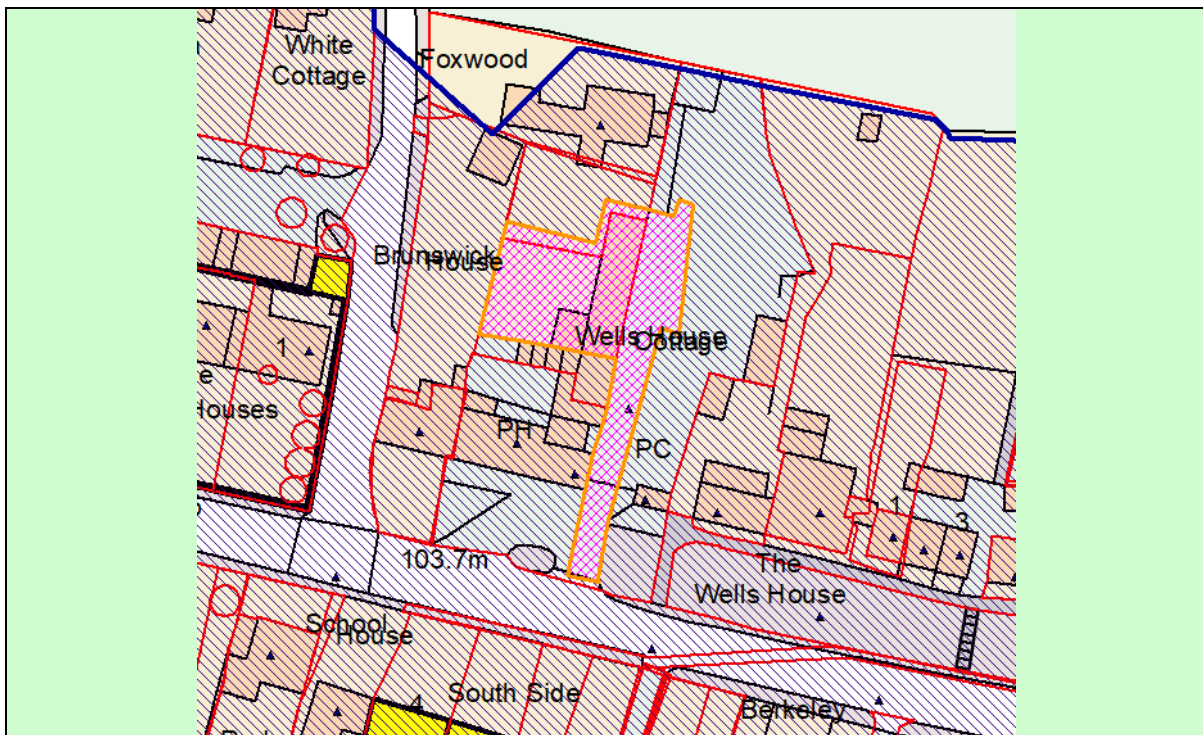 White
Cottage
Foxwood
Brunswick
House
Wells House
Cottage
1
Houses
PH
PC
1
3
103.7m
The
Wells House
School
House
4
South Side
Berkeley